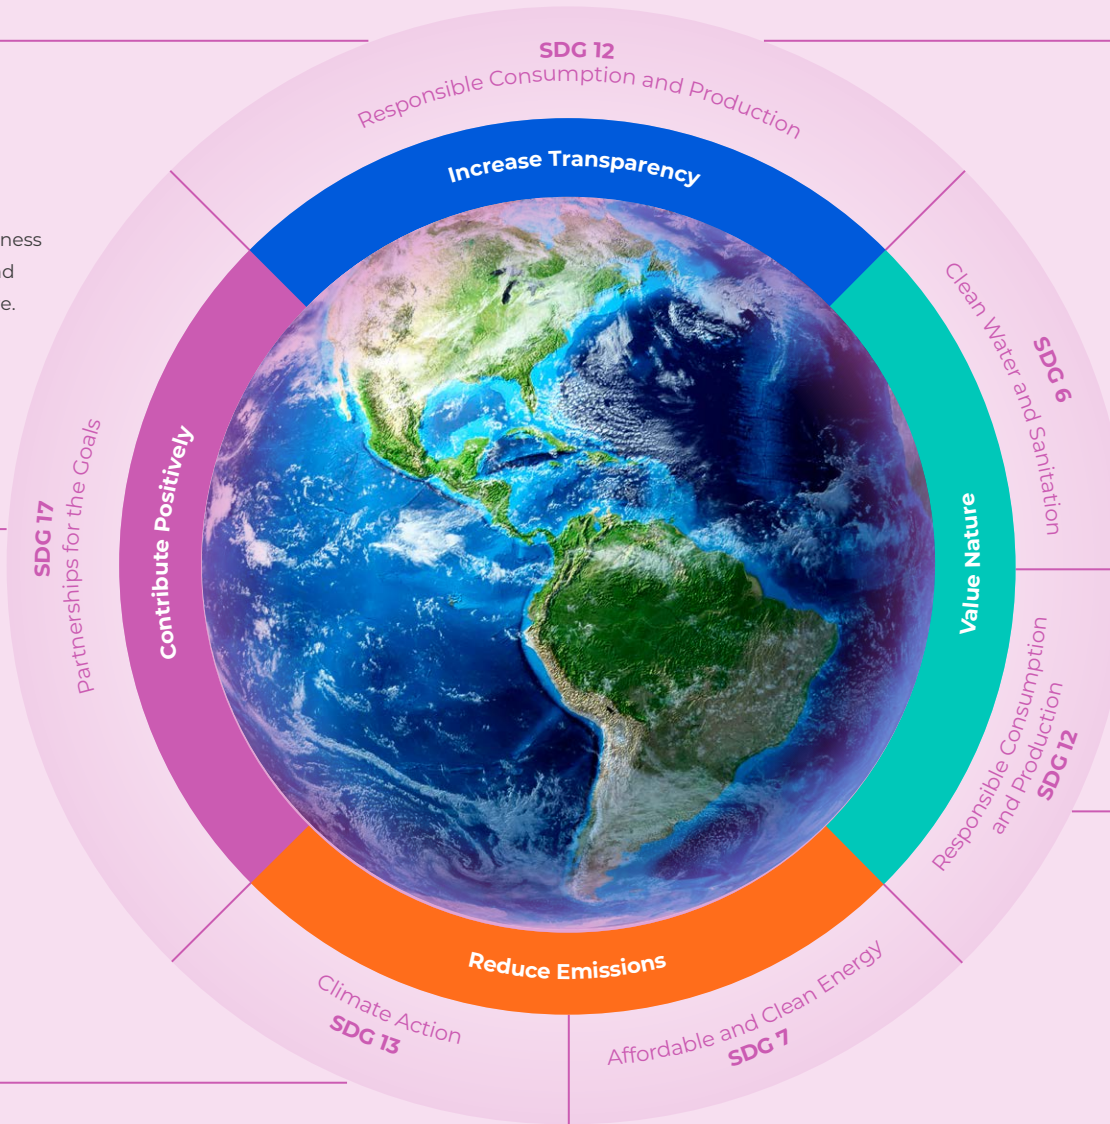 SDG 12
Responsible Consumption and Production
Increase Transparency
ness
d
e.
Clean Water and Sanitation
SDG 6
Contribute Positively
SDG 17
Partnerships for the Goals
Value Nature
Responsible Consumption
and Production
SDG 12
Reduce Emissions
Climate Action
SDG 13
Affordable and Clean Energy
SDG 7